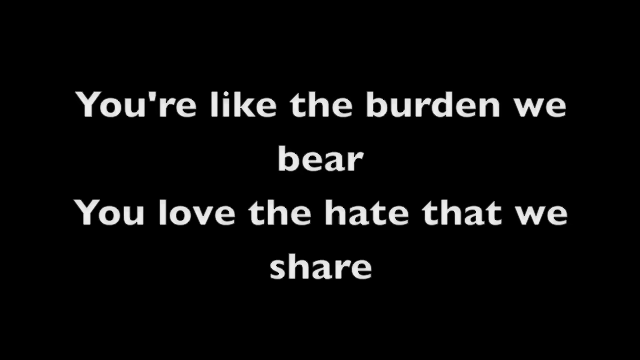 You're like the burden we
bear
You love the hate that we
share